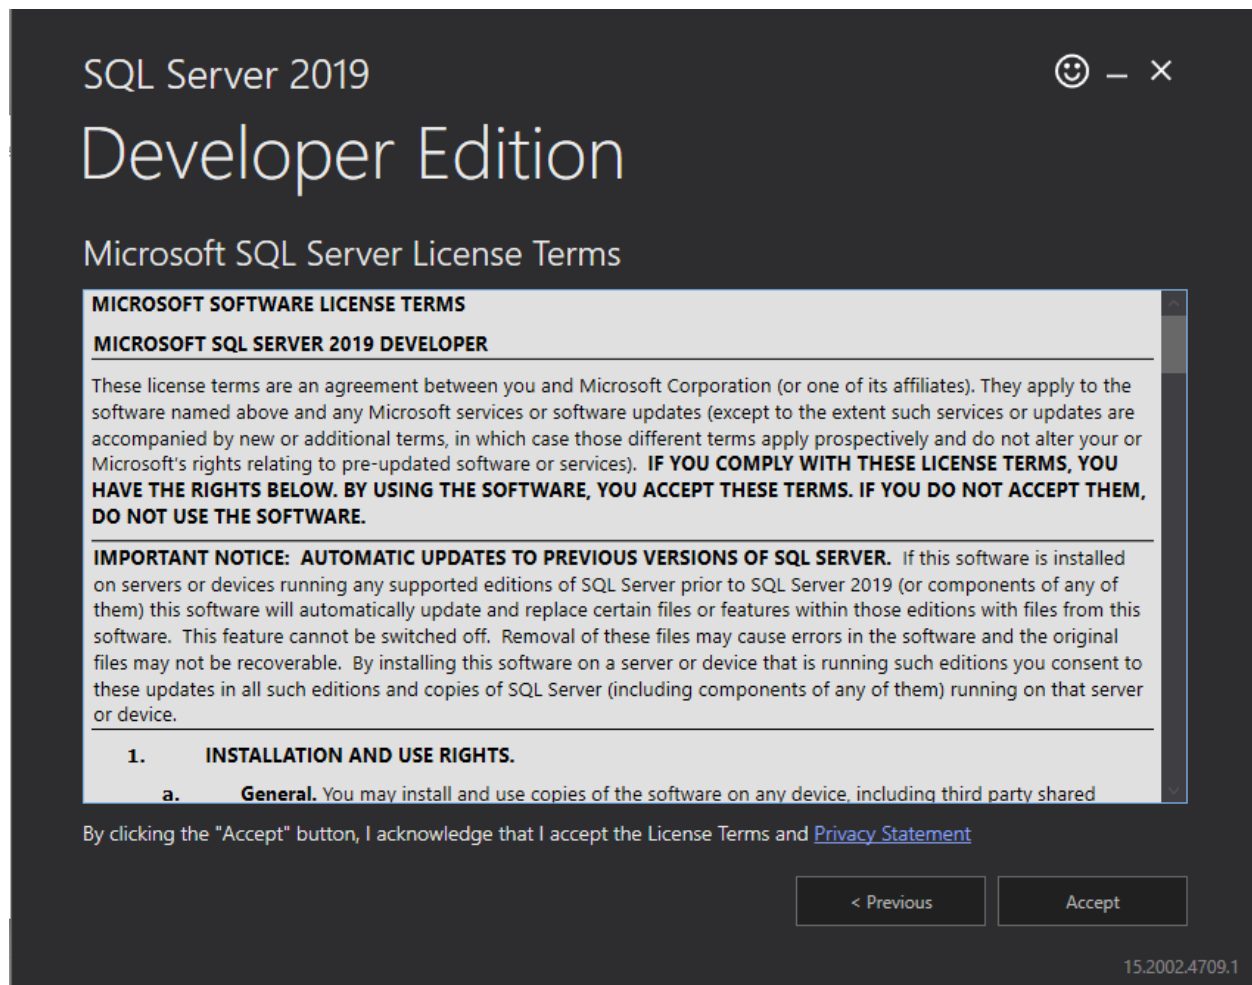 SQL Server 2019
Developer Edition
Microsoft SQL Server License Terms
MICROSOFT SOFTWARE LICENSE TERMS
MICROSOFT SQL SERVER 2019 DEVELOPER
These license terms are an agreement between you and Microsoft Corporation (or one of its affiliates). They apply to the
software named above and any Microsoft services or software updates (except to the extent such services or updates are
accompanied by new or additional terms, in which case those different terms apply prospectively and do not alter your or
Microsoft's rights relating to pre-updated software or services).  IF YOU COMPLY WITH THESE LICENSE TERMS, YOU
HAVE THE RIGHTS BELOW. BY USING THE SOFTWARE, YOU ACCEPT THESE TERMS. IF YOU DO NOT ACCEPT THEM,
DO NOT USE THE SOFTWARE.
IMPORTANT NOTICE:  AUTOMATIC UPDATES TO PREVIOUS VERSIONS OF SQL SERVER.  If this software is installed
on servers or devices running any supported editions of SQL Server prior to SQL Server 2019 (or components of any of
them) this software will automatically update and replace certain files or features within those editions with files from this
software.  This feature cannot be switched off.  Removal of these files may cause errors in the software and the original
files may not be recoverable.  By installing this software on a server or device that is running such editions you consent to
these updates in all such editions and copies of SQL Server (including components of any of them) running on that server
or device.
1. INSTALLATION AND USE RIGHTS.
a. General. You may install and use copies of the software on any device, including third party shared
By clicking the "Accept" button, I acknowledge that I accept the License Terms and Privacy Statement
< Previous Accept
15.2002.4709.1